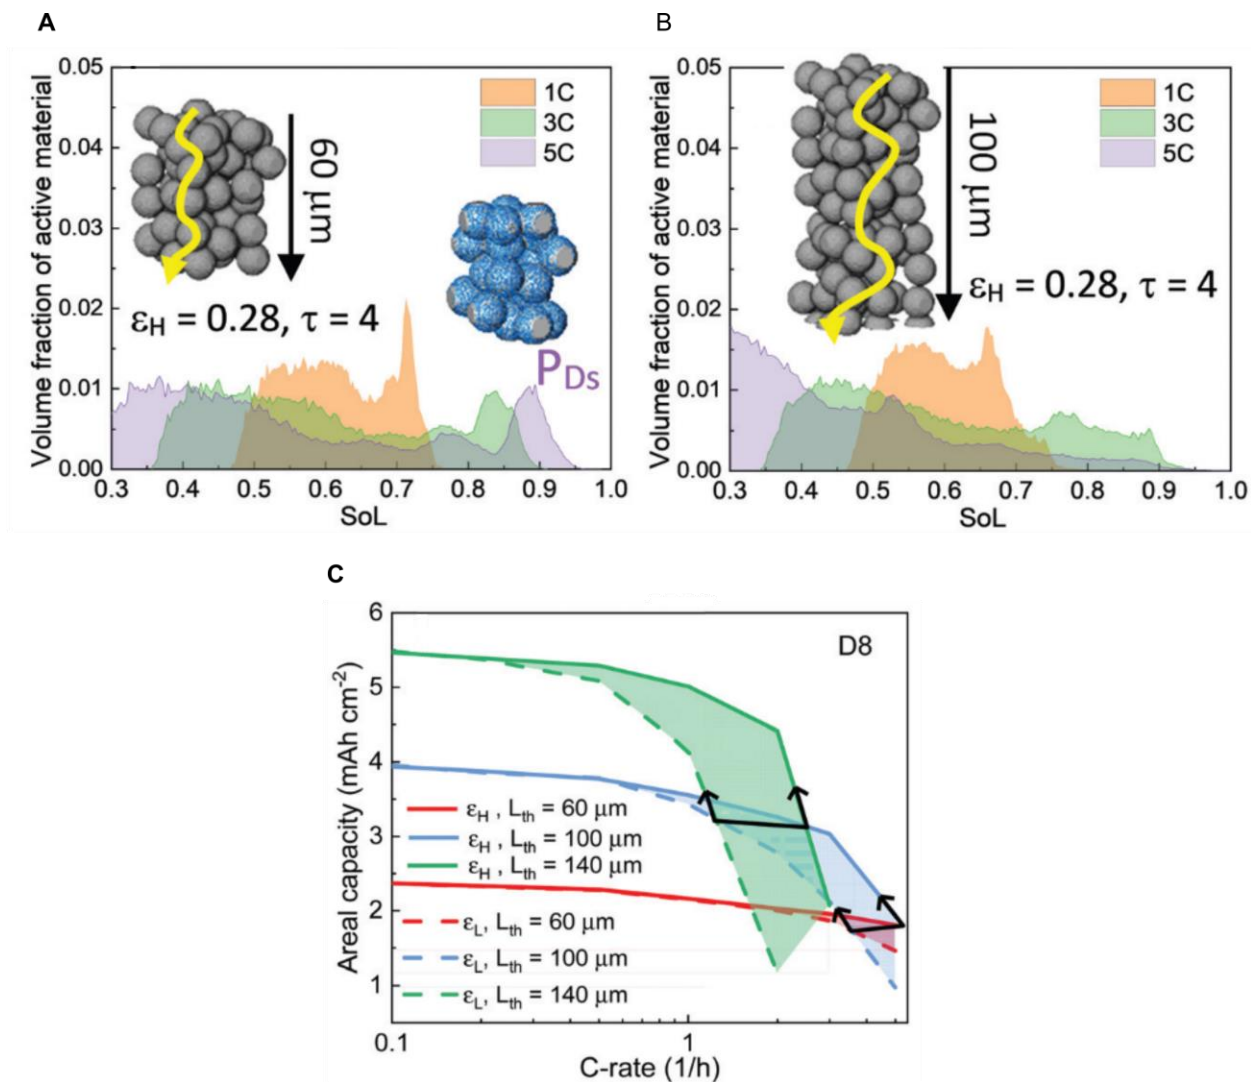 A
0.05
0.04
0.03
0.02
0.01
0.00
Volume fraction of active material
1C
3C
5C
60 μm
εH = 0.28, τ = 4
PDs
0.3 0.4 0.5 0.6 0.7 0.8 0.9 1.0
SoL
B
0.05
0.04
0.03
0.02
0.01
0.00
Volume fraction of active material
1C
3C
5C
100 μm
εH = 0.28, τ = 4
0.3 0.4 0.5 0.6 0.7 0.8 0.9 1.0
SoL
C
6
5
4
3
2
1
Areal capacity (mAh cm-2)
D8
εH , Lth = 60 μm
εH , Lth = 100 μm
εH , Lth = 140 μm
εL, Lth = 60 μm
εL, Lth = 100 μm
εL, Lth = 140 μm
0.1 1
C-rate (1/h)